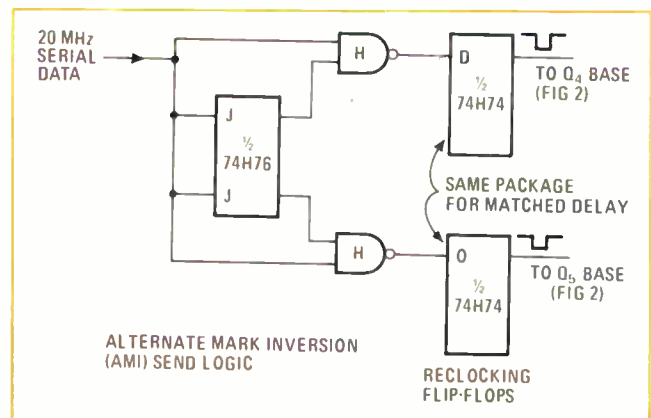 20 MHz
SERIAL
DATA
H
J
½
74H76
J
H
D
½
74H74
TO Q4 BASE
(FIG 2)
SAME PACKAGE
FOR MATCHED DELAY
O
½
74H74
TO Q5 BASE
(FIG 2)
ALTERNATE MARK INVERSION
(AMI) SEND LOGIC
RECLOCKING
FLIP-FLOPS